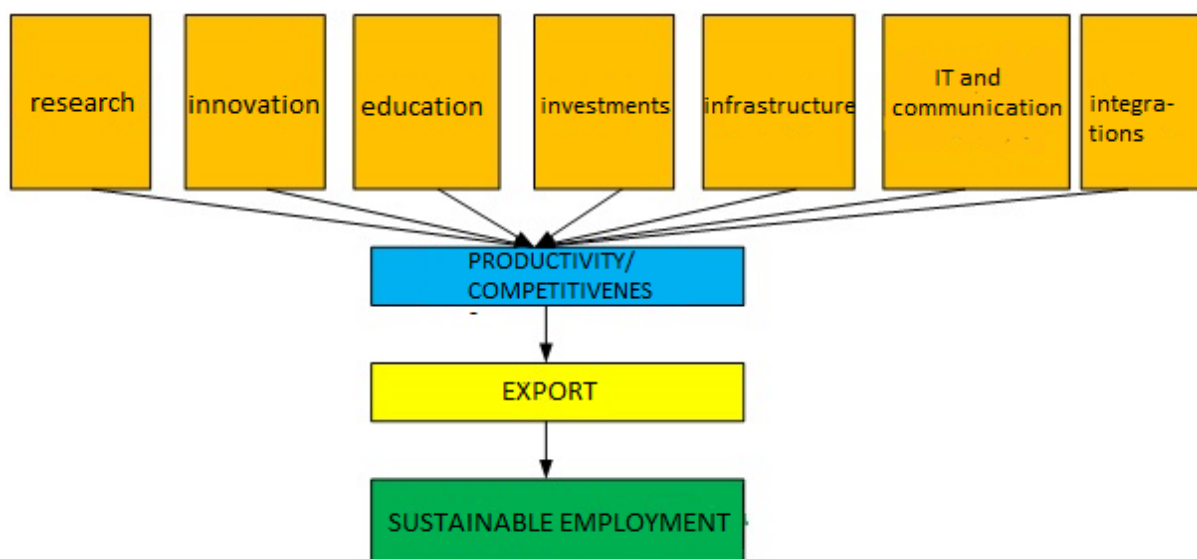 research
innovation
education
investments
infrastructure
IT and
communication
integra-
tions
PRODUCTIVITY/
COMPETITIVENES
EXPORT
SUSTAINABLE EMPLOYMENT